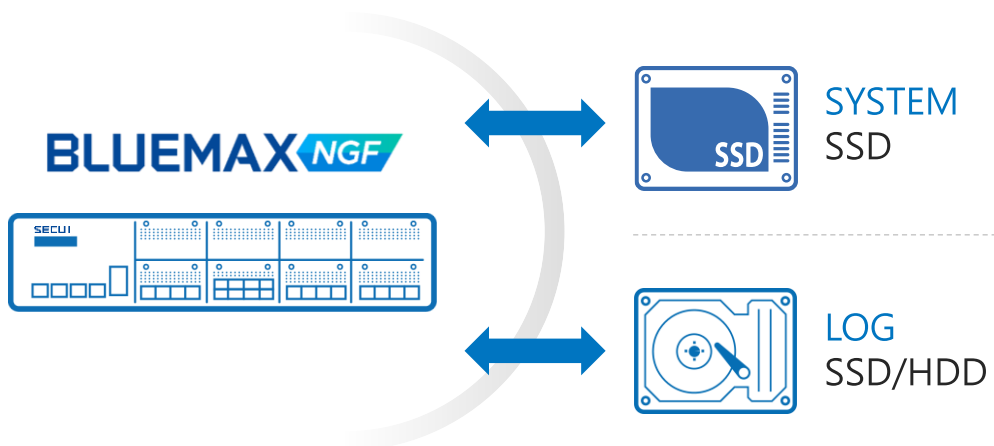 BLUEMAX NGF
SECUI
SSD
SYSTEM
SSD
LOG
SSD/HDD